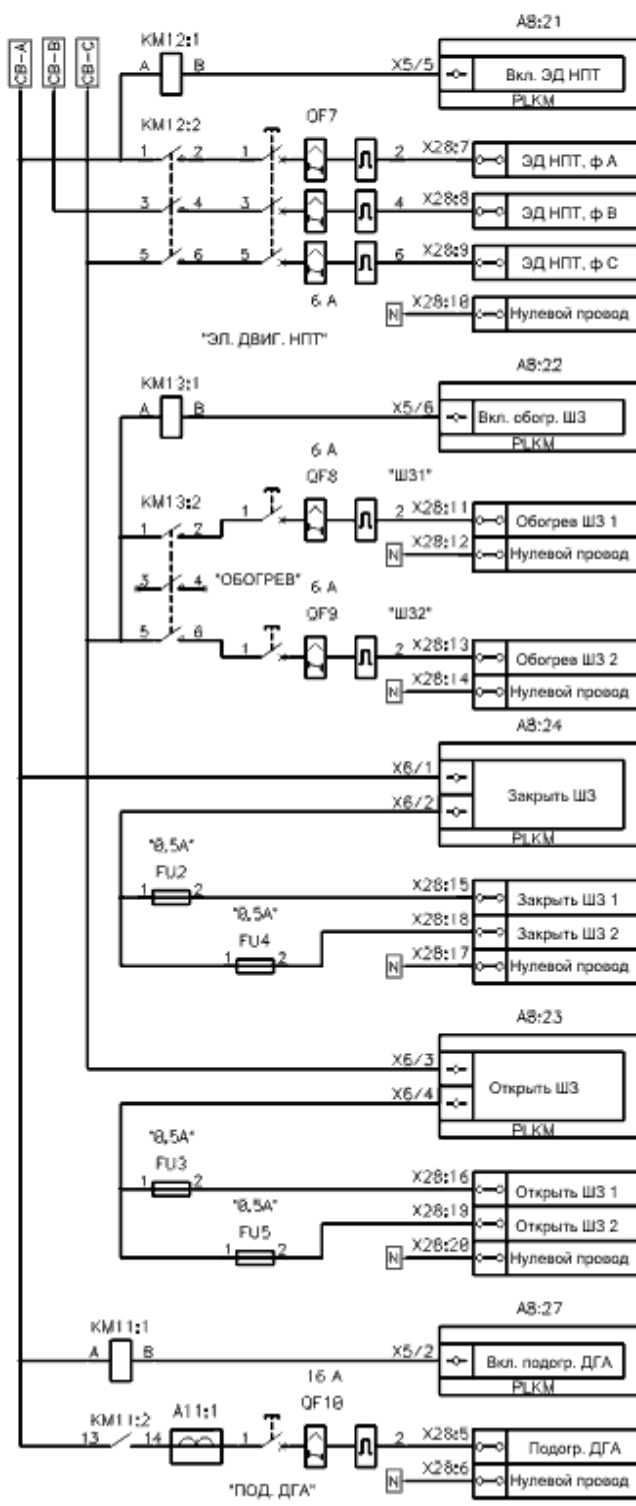 A8:21
СВ-А СВ-В СВ-С
КМ12:1
A B X5/5 Вкл. ЭД НПТ
PLKM
КМ12:2 QF7
1 2 1 2 X28:7 ЭД НПТ, ф А
3 4 3 4 X28:8 ЭД НПТ, ф В
5 6 5 6 X28:9 ЭД НПТ, ф С
6 А
N X28:10 Нулевой провод
"ЭЛ. ДВИГ. НПТ"
A8:22
КМ13:1
A B X5/6 Вкл. обогр. ШЗ
PLKM
6 А
QF8 "ШЗ1"
КМ13:2
1 2 1 2 X28:11 Обогрев ШЗ 1
N X28:12 Нулевой провод
3 4 "ОБОГРЕВ" 6 А
QF9 "ШЗ2"
5 6 1 2 X28:13 Обогрев ШЗ 2
N X28:14 Нулевой провод
A8:24
X6/1
X6/2 Закрыть ШЗ
PLKM
"0,5А"
FU2
1 2 X28:15 Закрыть ШЗ 1
"0,5А"
FU4
1 2 X28:18 Закрыть ШЗ 2
N X28:17 Нулевой провод
A8:23
X6/3
X6/4 Открыть ШЗ
PLKM
"0,5А"
FU3
1 2 X28:16 Открыть ШЗ 1
"0,5А"
FU5
1 2 X28:19 Открыть ШЗ 2
N X28:20 Нулевой провод
A8:27
КМ11:1
A B X5/2 Вкл. подогр. ДГА
PLKM
16 А
КМ11:2 A11:1 QF10
13 14 1 2 X28:5 Подогр. ДГА
N X28:6 Нулевой провод
"ПОД. ДГА"